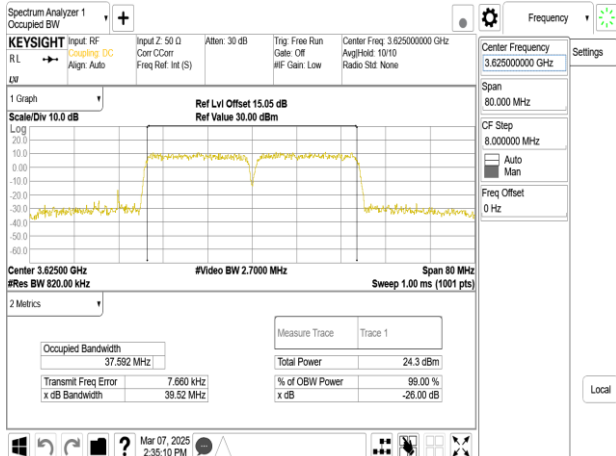 Spectrum Analyzer 1
Occupied BW
Frequency
KEYSIGHT Input: RF
RL Coupling: DC
Align: Auto
Input Z: 50 Ω
Corr CCorr
Freq Ref: Int (S)
Atten: 30 dB
Trig: Free Run
Gate: Off
#IF Gain: Low
Center Freq: 3.625000000 GHz
Avg|Hold: 10/10
Radio Std: None
LXI
Center Frequency
3.625000000 GHz
Settings
Span
80.000 MHz
CF Step
8.000000 MHz
Auto
Man
Freq Offset
0 Hz
Local
1 Graph
Scale/Div 10.0 dB
Ref Lvl Offset 15.05 dB
Ref Value 30.00 dBm
Log
20.0
10.0
0.00
-10.0
-20.0
-30.0
-40.0
-50.0
-60.0
Center 3.62500 GHz
#Res BW 820.00 kHz
#Video BW 2.7000 MHz
Span 80 MHz
Sweep 1.00 ms (1001 pts)
2 Metrics
Measure Trace Trace 1
Occupied Bandwidth
37.592 MHz
Total Power 24.3 dBm
Transmit Freq Error 7.660 kHz
% of OBW Power 99.00 %
x dB Bandwidth 39.52 MHz
x dB -26.00 dB
?
Mar 07, 2025
2:35:10 PM